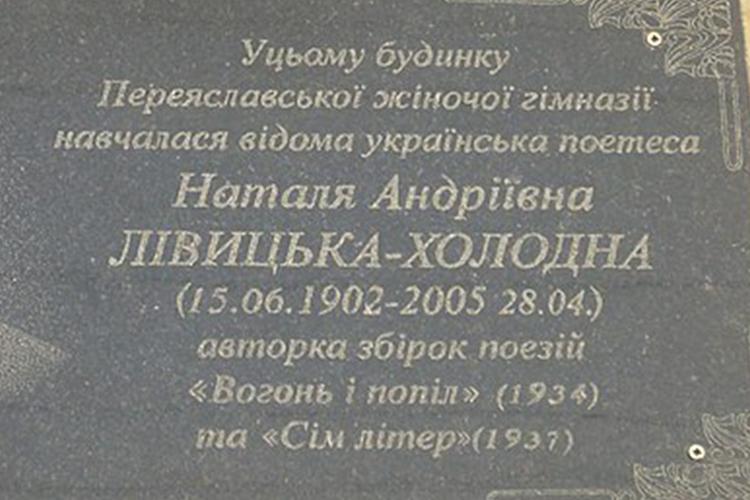 Уцьому будинку
Переяславської жіночої гімназії
навчалася відома українська поетеса
Наталя Андріївна
ЛІВИЦЬКА-ХОЛОДНА
(15.06.1902-2005 28.04.)
авторка збірок поезій
«Вогонь і попіл» (1934)
та «Сім літер»(1937)